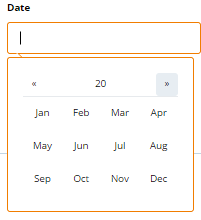 Date
« 20 »
Jan Feb Mar Apr
May Jun Jul Aug
Sep Oct Nov Dec